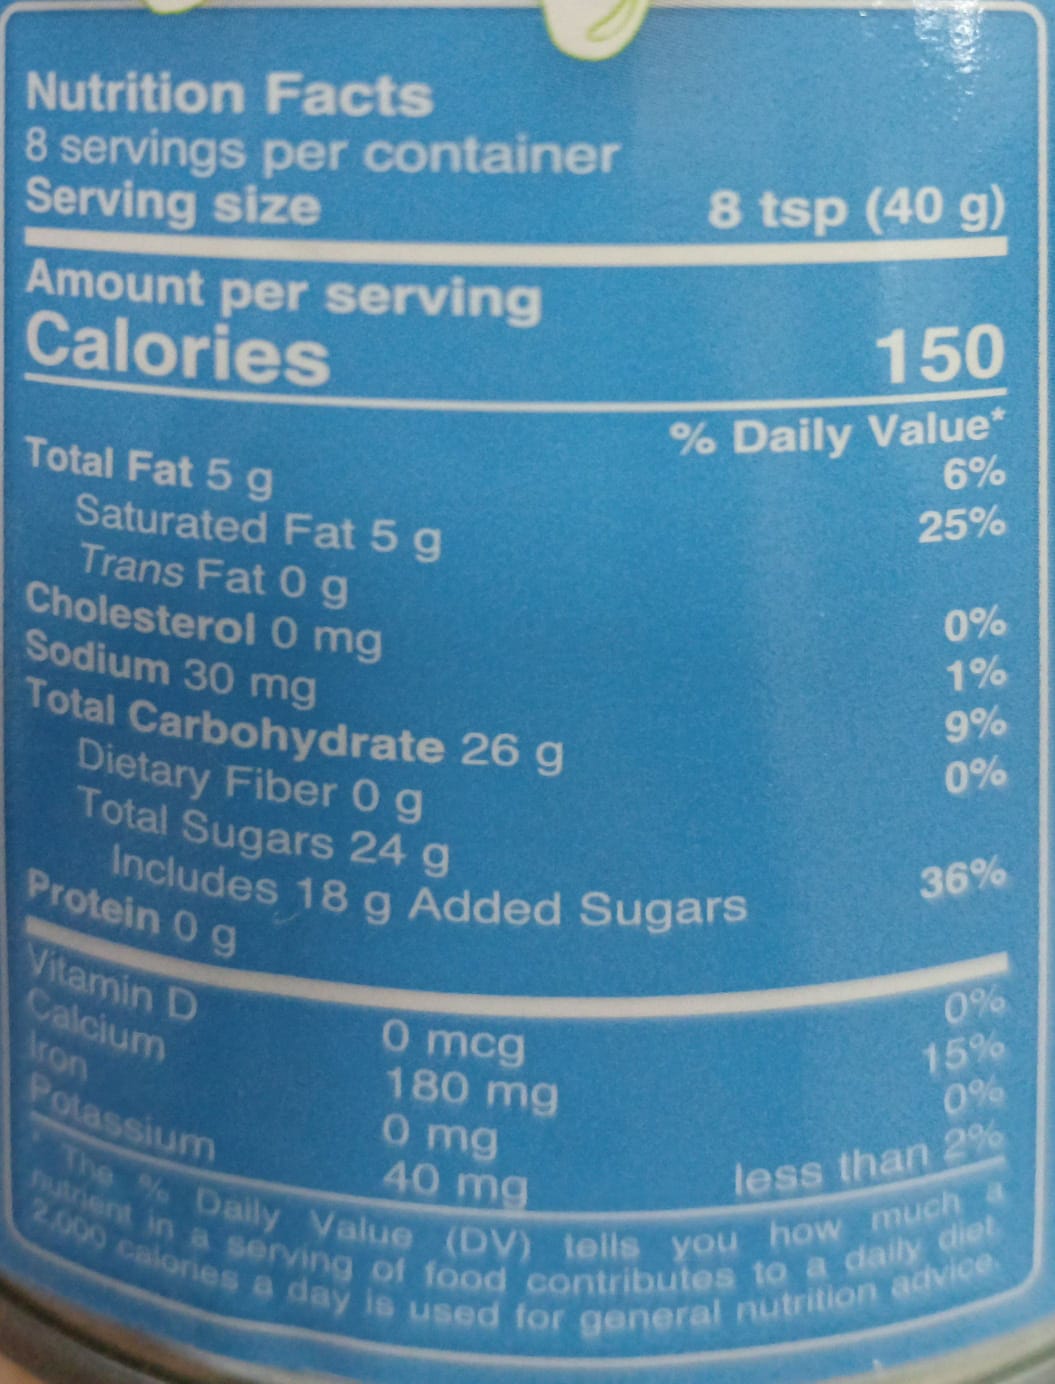 Nutrition Facts
8 servings per container
Serving size 8 tsp (40 g)
Amount per serving
Calories 150
% Daily Value*
Total Fat 5 g 6%
Saturated Fat 5 g 25%
Trans Fat 0 g
Cholesterol 0 mg 0%
Sodium 30 mg 1%
Total Carbohydrate 26 g 9%
Dietary Fiber 0 g 0%
Total Sugars 24 g
Includes 18 g Added Sugars 36%
Protein 0 g
Vitamin D 0 mcg 0%
Calcium 180 mg 15%
Iron 0 mg 0%
Potassium 40 mg less than 2%
* The % Daily Value (DV) tells you how much a
nutrient in a serving of food contributes to a daily diet.
2,000 calories a day is used for general nutrition advice.